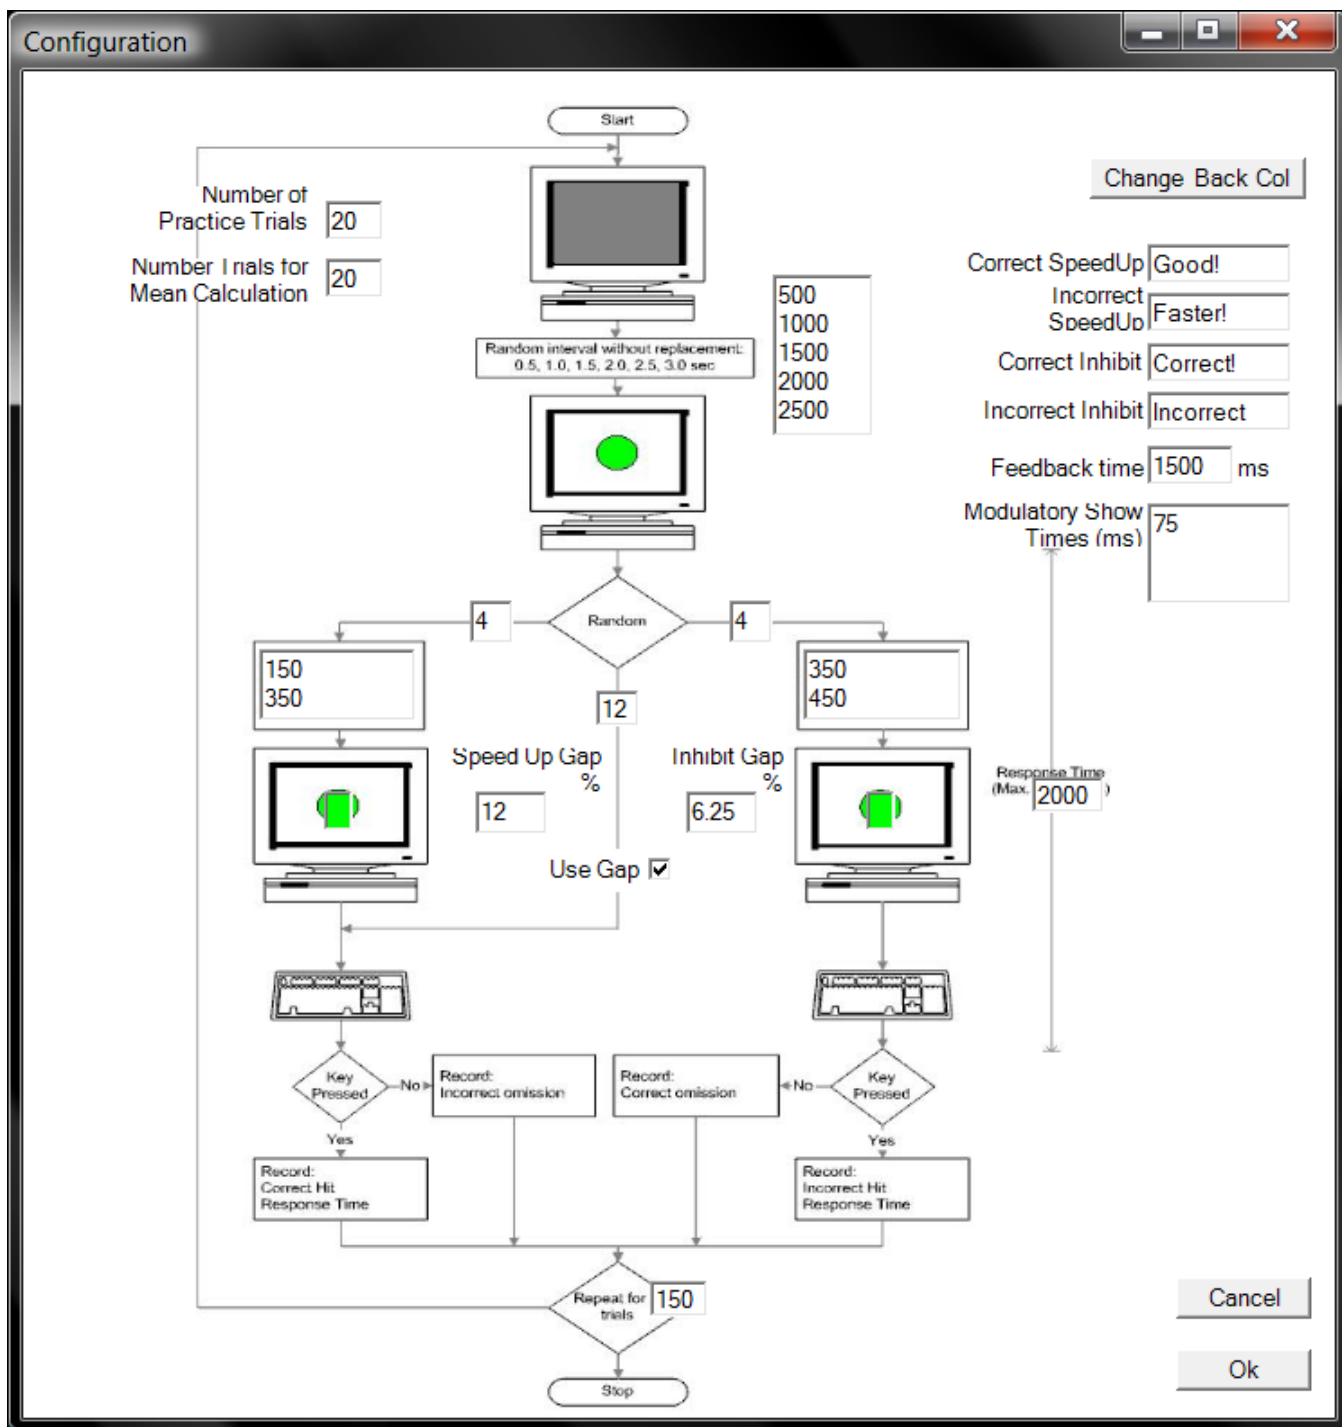 Configuration
Start
Change Back Col
Number of
Practice Trials
20
Number Trials for
Mean Calculation
20
Correct SpeedUp
Good!
Incorrect
SpeedUp
Faster!
Correct Inhibit
Correct!
Incorrect Inhibit
Incorrect
Feedback time
1500
ms
Modulatory Show
Times (ms)
75
500
1000
1500
2000
2500
Random interval without replacement:
0.5, 1.0, 1.5, 2.0, 2.5, 3.0 sec
4
Random
4
150
350
12
350
450
Speed Up Gap
%
12
Inhibit Gap
%
6.25
Use Gap
Response Time
(Max.
2000
)
Key
Pressed
No
Record:
Incorrect omission
Record:
Correct omission
No
Key
Pressed
Yes
Yes
Record:
Correct Hit
Response Time
Record:
Incorrect Hit
Response Time
Repeat for
trials
150
Cancel
Ok
Stop